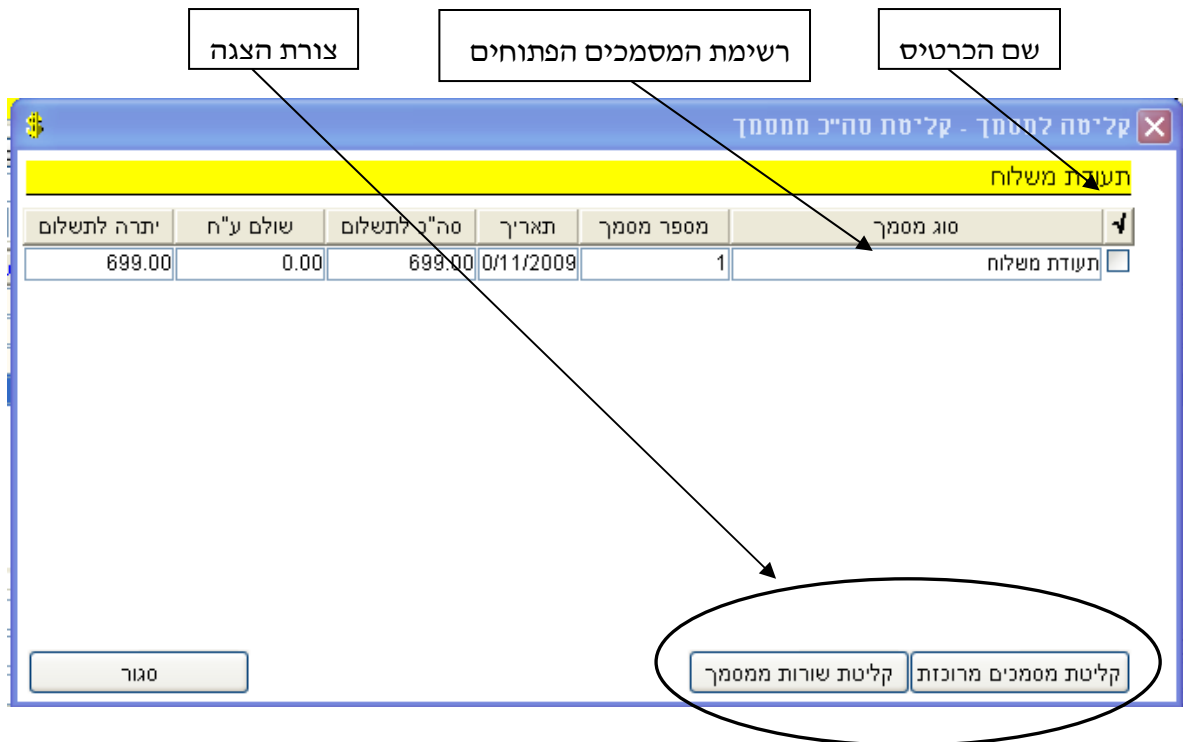 שם הכרטיס
רשימת המסמכים הפתוחים
צורת הצגה
קליטה למסמך - קליטת סה"כ ממסמך
תעודת משלוח
סוג מסמך מספר מסמך תאריך סה"כ לתשלום שולם ע"ח יתרה לתשלום
תעודת משלוח 1 0/11/2009 699.00 0.00 699.00
קליטת מסמכים מרוכזת קליטת שורות ממסמך סגור